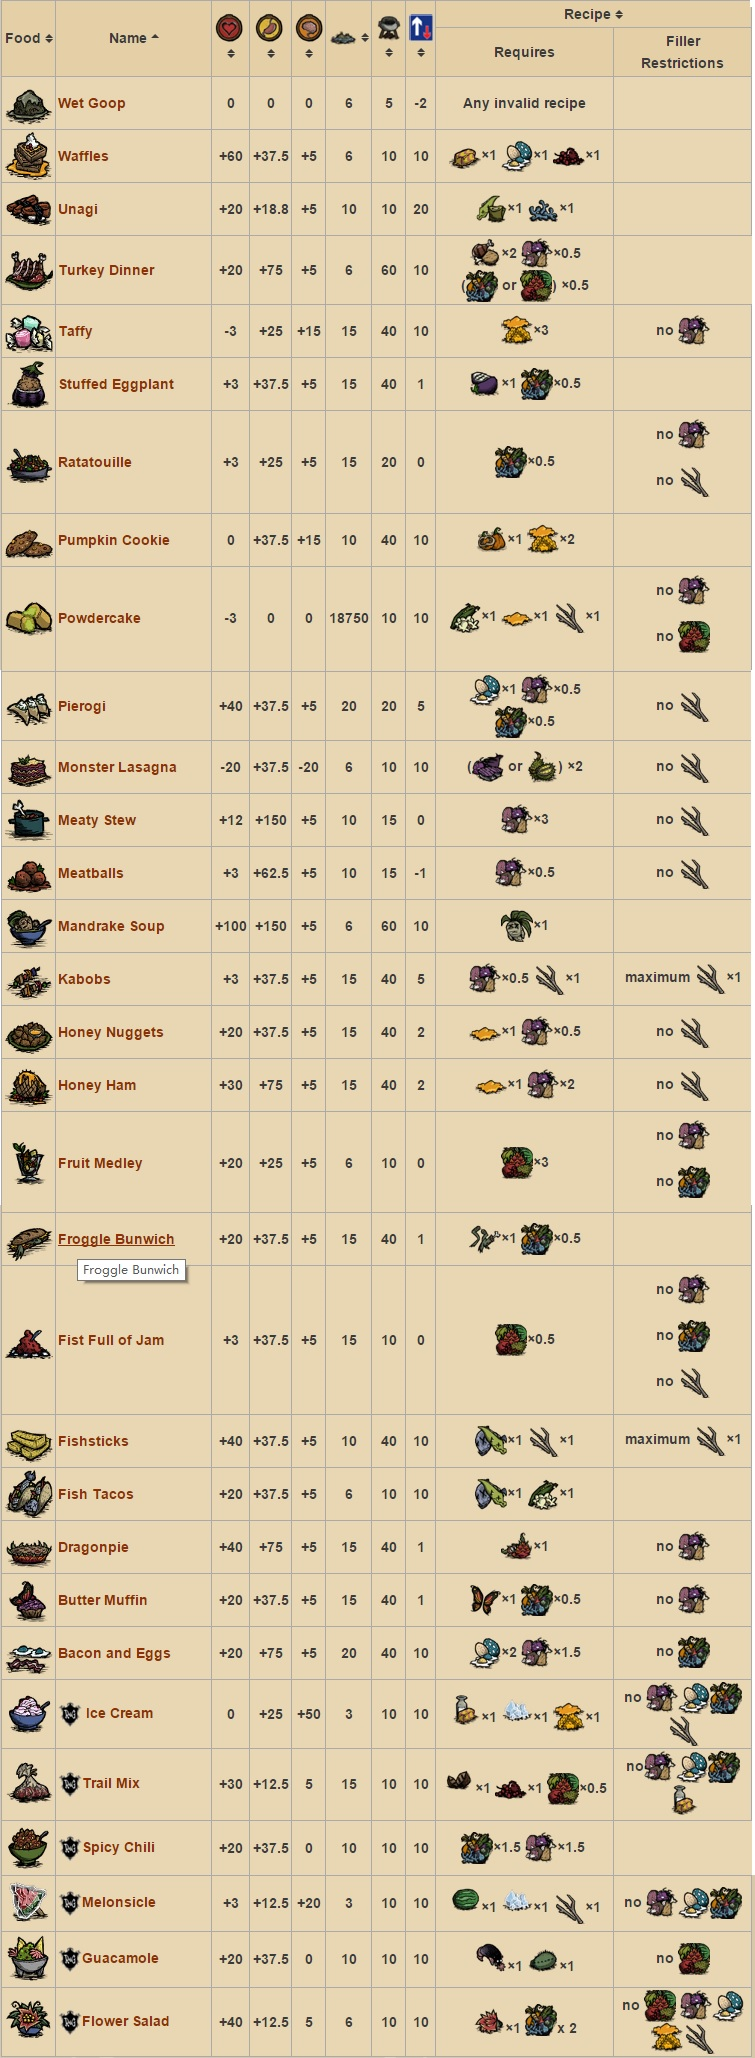 Recipe
Food Name Requires Filler
Restrictions
Wet Goop 0 0 0 6 5 -2 Any invalid recipe
Waffles +60 +37.5 +5 6 10 10 ×1 ×1 ×1
Unagi +20 +18.8 +5 10 10 20 ×1 ×1
Turkey Dinner +20 +75 +5 6 60 10 ×2 ×0.5
( or ) ×0.5
Taffy -3 +25 +15 15 40 10 ×3 no
Stuffed Eggplant +3 +37.5 +5 15 40 1 ×1 ×0.5
Ratatouille +3 +25 +5 15 20 0 ×0.5 no
no
Pumpkin Cookie 0 +37.5 +15 10 40 10 ×1 ×2
Powdercake -3 0 0 18750 10 10 ×1 ×1 ×1 no
no
Pierogi +40 +37.5 +5 20 20 5 ×1 ×0.5 no
×0.5
Monster Lasagna -20 +37.5 -20 6 10 10 ( or ) ×2 no
Meaty Stew +12 +150 +5 10 15 0 ×3 no
Meatballs +3 +62.5 +5 10 15 -1 ×0.5 no
Mandrake Soup +100 +150 +5 6 60 10 ×1
Kabobs +3 +37.5 +5 15 40 5 ×0.5 ×1 maximum ×1
Honey Nuggets +20 +37.5 +5 15 40 2 ×1 ×0.5 no
Honey Ham +30 +75 +5 15 40 2 ×1 ×2 no
Fruit Medley +20 +25 +5 6 10 0 ×3 no
no
Froggle Bunwich +20 +37.5 +5 15 40 1 ×1 ×0.5
Froggle Bunwich
Fist Full of Jam +3 +37.5 +5 15 10 0 ×0.5 no
no
no
Fishsticks +40 +37.5 +5 10 40 10 ×1 ×1 maximum ×1
Fish Tacos +20 +37.5 +5 6 10 10 ×1 ×1
Dragonpie +40 +75 +5 15 40 1 ×1 no
Butter Muffin +20 +37.5 +5 15 40 1 ×1 ×0.5 no
Bacon and Eggs +20 +75 +5 20 40 10 ×2 ×1.5 no
Ice Cream 0 +25 +50 3 10 10 ×1 ×1 ×1 no
Trail Mix +30 +12.5 5 15 10 10 ×1 ×1 ×0.5 no
Spicy Chili +20 +37.5 0 10 10 10 ×1.5 ×1.5
Melonsicle +3 +12.5 +20 3 10 10 ×1 ×1 ×1 no
Guacamole +20 +37.5 0 10 10 10 ×1 ×1 no
Flower Salad +40 +12.5 5 6 10 10 ×1 x 2 no